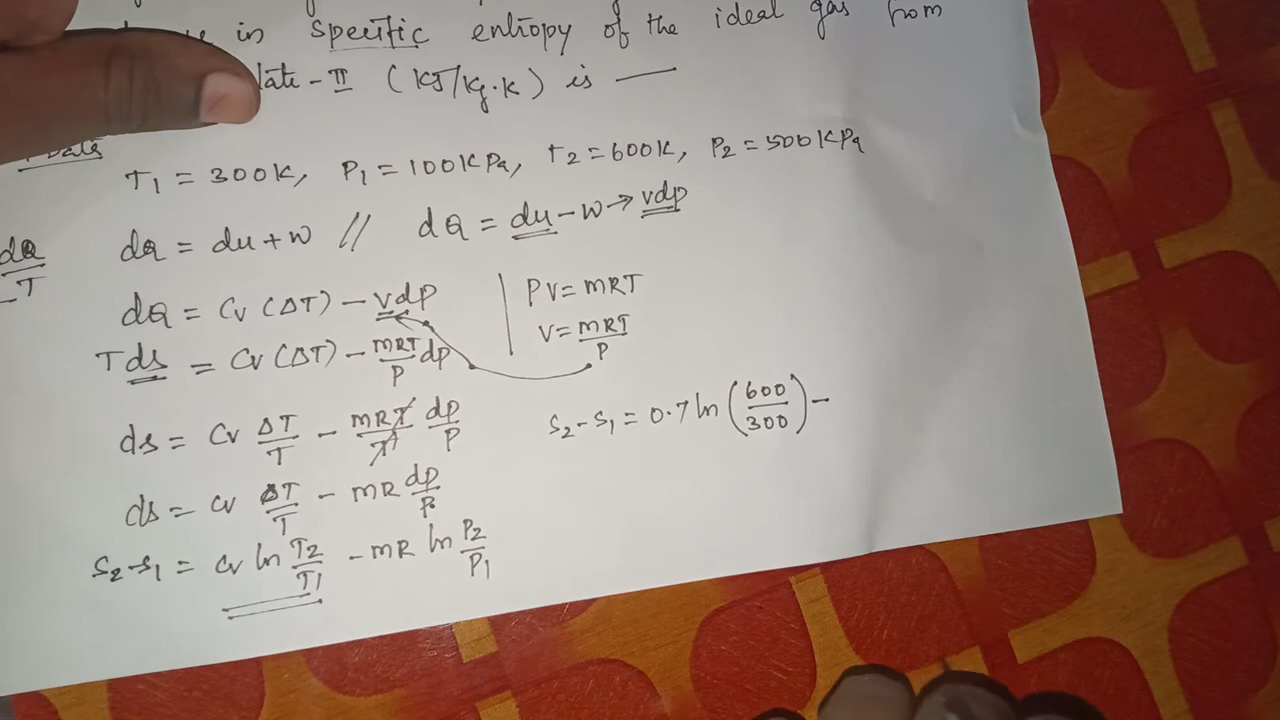 in specific entropy of the ideal gas from
- II (KJ/Kg.K) is —
T1 = 300K, P1 = 100KPa, T2 = 600K, P2 = 500KPa
dQ/T
dQ = du + w // dQ = du - w → vdp
dQ = Cv (ΔT) - vdp
PV = mRT
Tds = Cv (ΔT) - mRT/P dp
V = mRT/P
ds = Cv ΔT/T - mRT/T dp/P
S2-S1 = 0.7 ln (600/300) -
ds = Cv ΔT/T - mR dp/P
S2-S1 = Cv ln T2/T1 - mR ln P2/P1